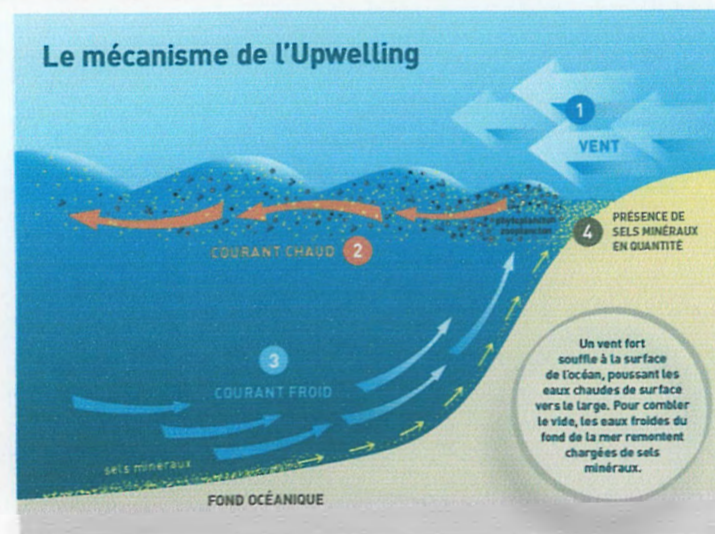 Le mécanisme de l'Upwelling
1
VENT
phytoplancton
zooplancton
4
PRÉSENCE DE
SELS MINÉRAUX
EN QUANTITÉ
COURANT CHAUD 2
3
COURANT FROID
Un vent fort
souffle à la surface
de l'océan, poussant les
eaux chaudes de surface
vers le large. Pour combler
le vide, les eaux froides du
fond de la mer remontent
chargées de sels
minéraux.
sels minéraux
FOND OCÉANIQUE